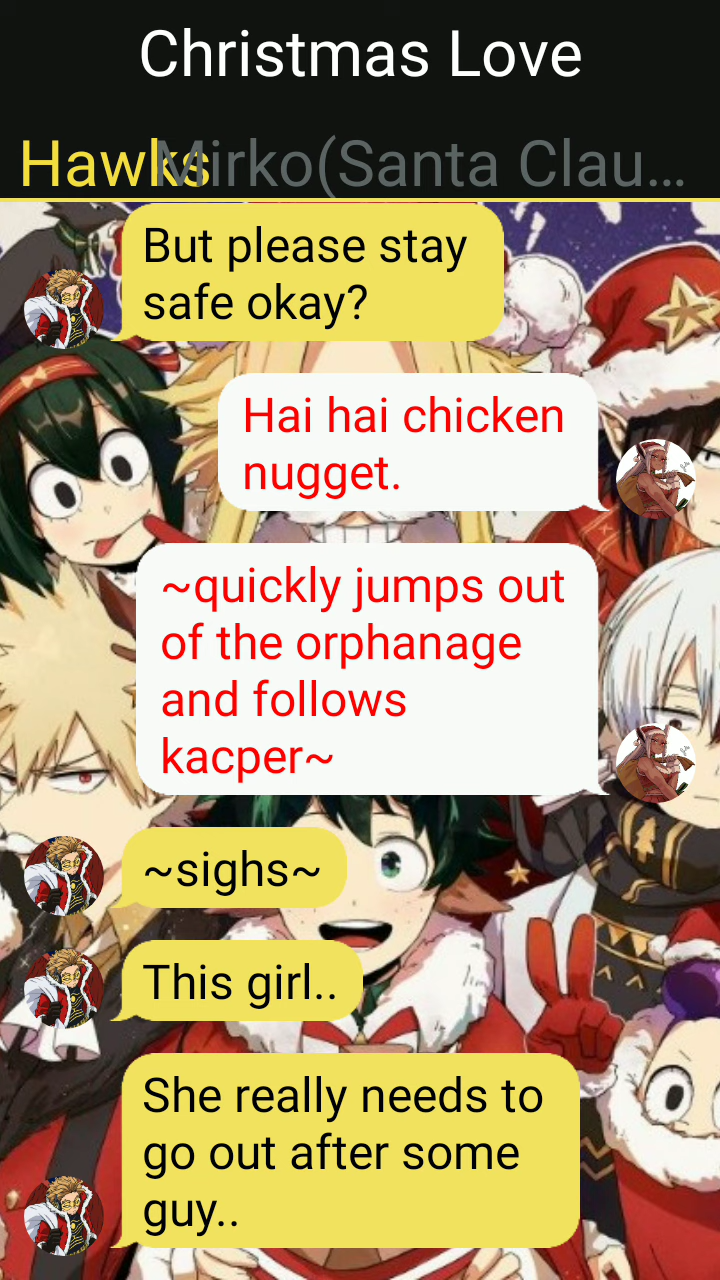 Christmas Love
Hawks Mirko(Santa Clau...
But please stay
safe okay?
Hai hai chicken
nugget.
~quickly jumps out
of the orphanage
and follows
kacper~
~sighs~
This girl..
She really needs to
go out after some
guy..